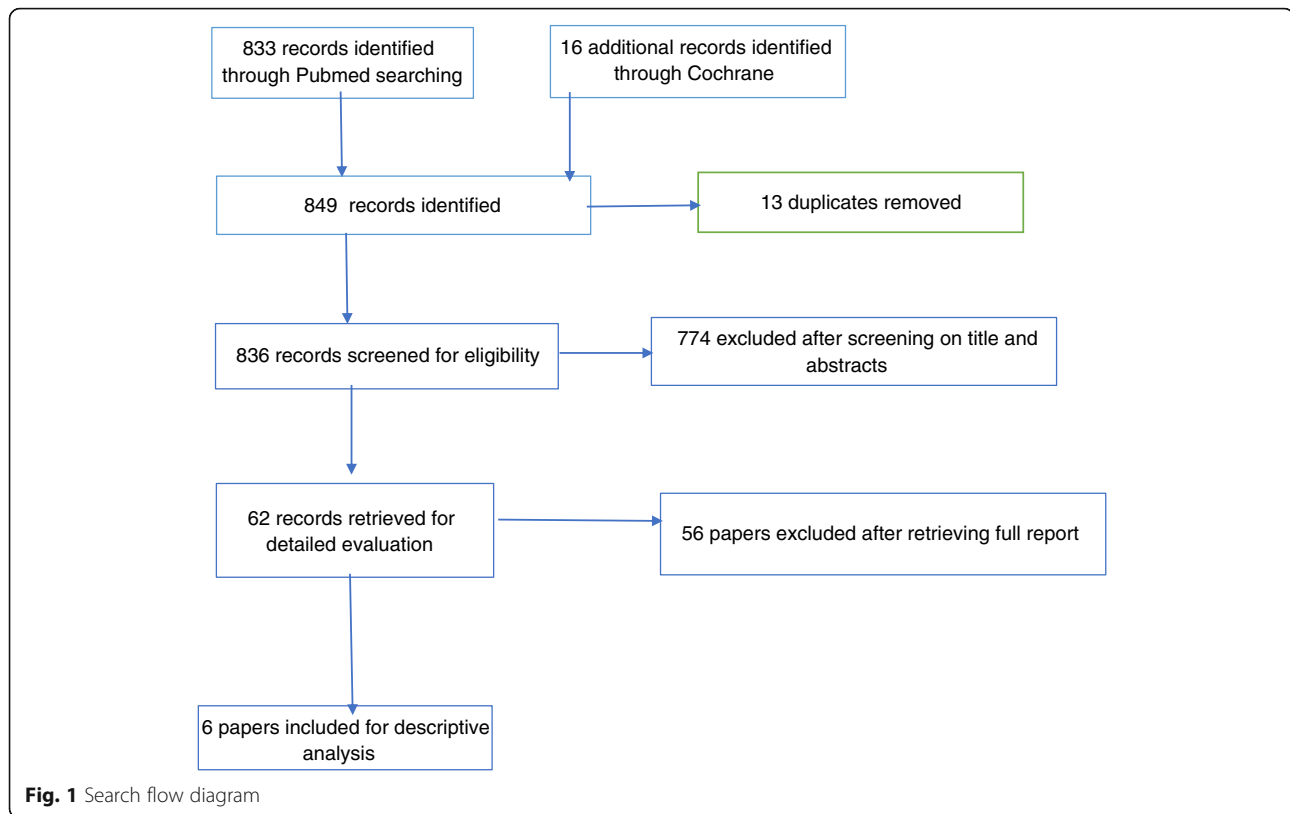 833 records identified
through Pubmed searching
16 additional records identified
through Cochrane
849 records identified
13 duplicates removed
836 records screened for eligibility
774 excluded after screening on title and
abstracts
62 records retrieved for
detailed evaluation
56 papers excluded after retrieving full report
6 papers included for descriptive
analysis
Fig. 1 Search flow diagram